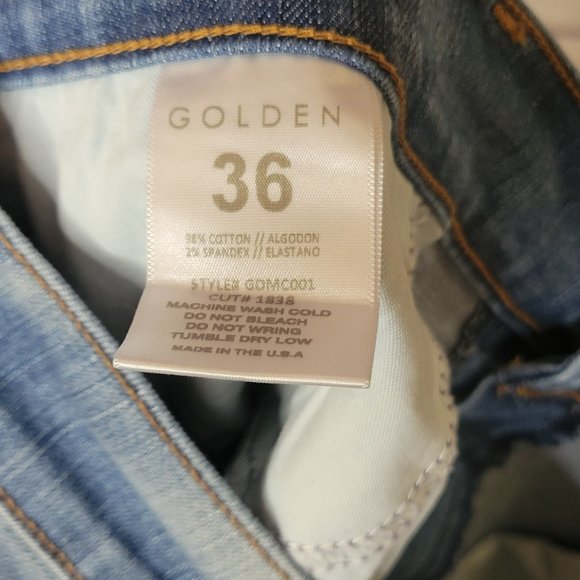 GOLDEN
36
98% COTTON // ALGODON
2% SPANDEX // ELASTANO
STYLE# GDMC001
CUT# 1838
MACHINE WASH COLD
DO NOT BLEACH
DO NOT WRING
TUMBLE DRY LOW
MADE IN THE U.S.A